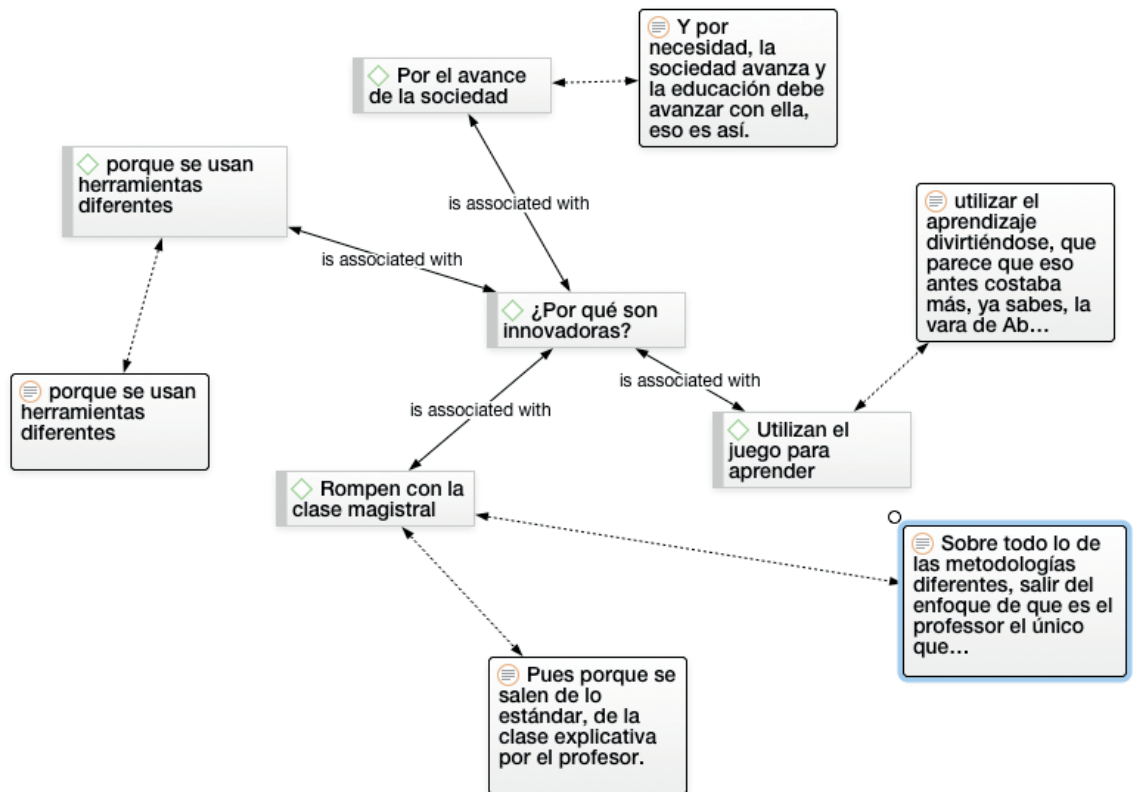 Y por
necesidad, la
sociedad avanza y
la educación debe
avanzar con ella,
eso es así.
Por el avance
de la sociedad
porque se usan
herramientas
diferentes
is associated with
utilizar el
aprendizaje
divirtiéndose, que
parece que eso
antes costaba
más, ya sabes, la
vara de Ab...
is associated with
¿Por qué son
innovadoras?
is associated with
porque se usan
herramientas
diferentes
is associated with
Utilizan el
juego para
aprender
Rompen con la
clase magistral
Sobre todo lo de
las metodologías
diferentes, salir del
enfoque de que es el
professor el único
que...
Pues porque se
salen de lo
estándar, de la
clase explicativa
por el profesor.